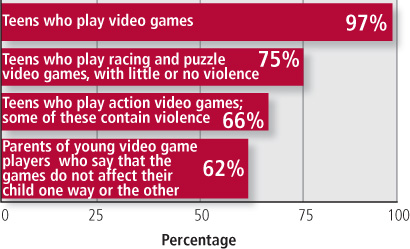 Teens who play video games 97%
Teens who play racing and puzzle 75%
video games, with little or no violence
Teens who play action video games;
some of these contain violence 66%
Parents of young video game
players who say that the
games do not affect their 62%
child one way or the other
0 25 50 75 100
Percentage